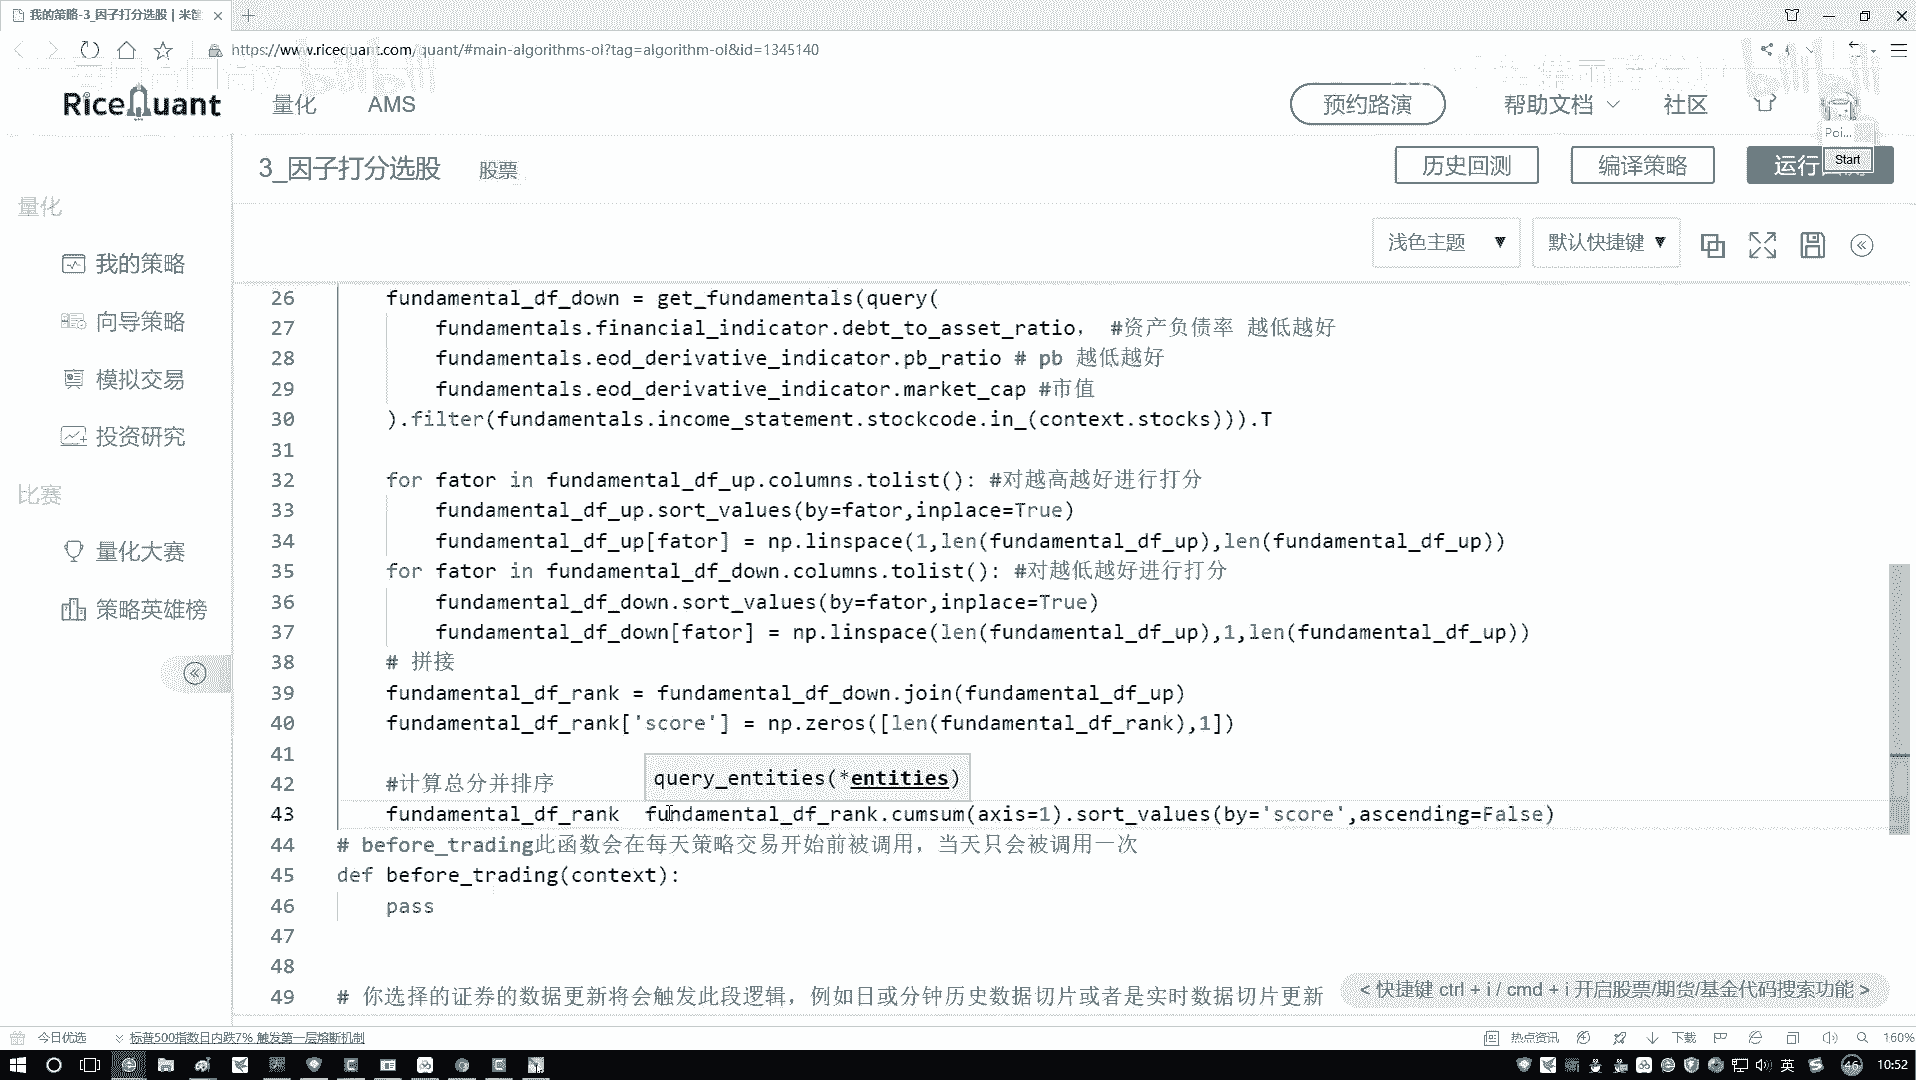 我的策略-3_因子打分选股 | 米筐
https://www.ricequant.com/quant/#main-algorithms-ol?tag=algorithm-ol&id=1345140
RiceQuant
量化
AMS
预约路演
帮助文档
社区
Poi...
Start
3_因子打分选股
股票
历史回测
编译策略
运行
浅色主题
默认快捷键
量化
我的策略
向导策略
模拟交易
投资研究
比赛
量化大赛
策略英雄榜
26 fundamental_df_down = get_fundamentals(query(
27 fundamentals.financial_indicator.debt_to_asset_ratio， #资产负债率 越低越好
28 fundamentals.eod_derivative_indicator.pb_ratio # pb 越低越好
29 fundamentals.eod_derivative_indicator.market_cap #市值
30 ).filter(fundamentals.income_statement.stockcode.in_(context.stocks))).T
31
32 for fator in fundamental_df_up.columns.tolist(): #对越高越好进行打分
33 fundamental_df_up.sort_values(by=fator,inplace=True)
34 fundamental_df_up[fator] = np.linspace(1,len(fundamental_df_up),len(fundamental_df_up))
35 for fator in fundamental_df_down.columns.tolist(): #对越低越好进行打分
36 fundamental_df_down.sort_values(by=fator,inplace=True)
37 fundamental_df_down[fator] = np.linspace(len(fundamental_df_up),1,len(fundamental_df_up))
38 # 拼接
39 fundamental_df_rank = fundamental_df_down.join(fundamental_df_up)
40 fundamental_df_rank['score'] = np.zeros([len(fundamental_df_rank),1])
41
query_entities(*entities)
42 #计算总分并排序
43 fundamental_df_rank fundamental_df_rank.cumsum(axis=1).sort_values(by='score',ascending=False)
44 # before_trading此函数会在每天策略交易开始前被调用，当天只会被调用一次
45 def before_trading(context):
46 pass
47
48
49 # 你选择的证券的数据更新将会触发此段逻辑，例如日或分钟历史数据切片或者是实时数据切片更新
< 快捷键 ctrl + i / cmd + i 开启股票/期货/基金代码搜索功能 >
今日优选
标普500指数日内跌7% 触发第一层熔断机制
热点资讯
下载
160%
英
46
10:52